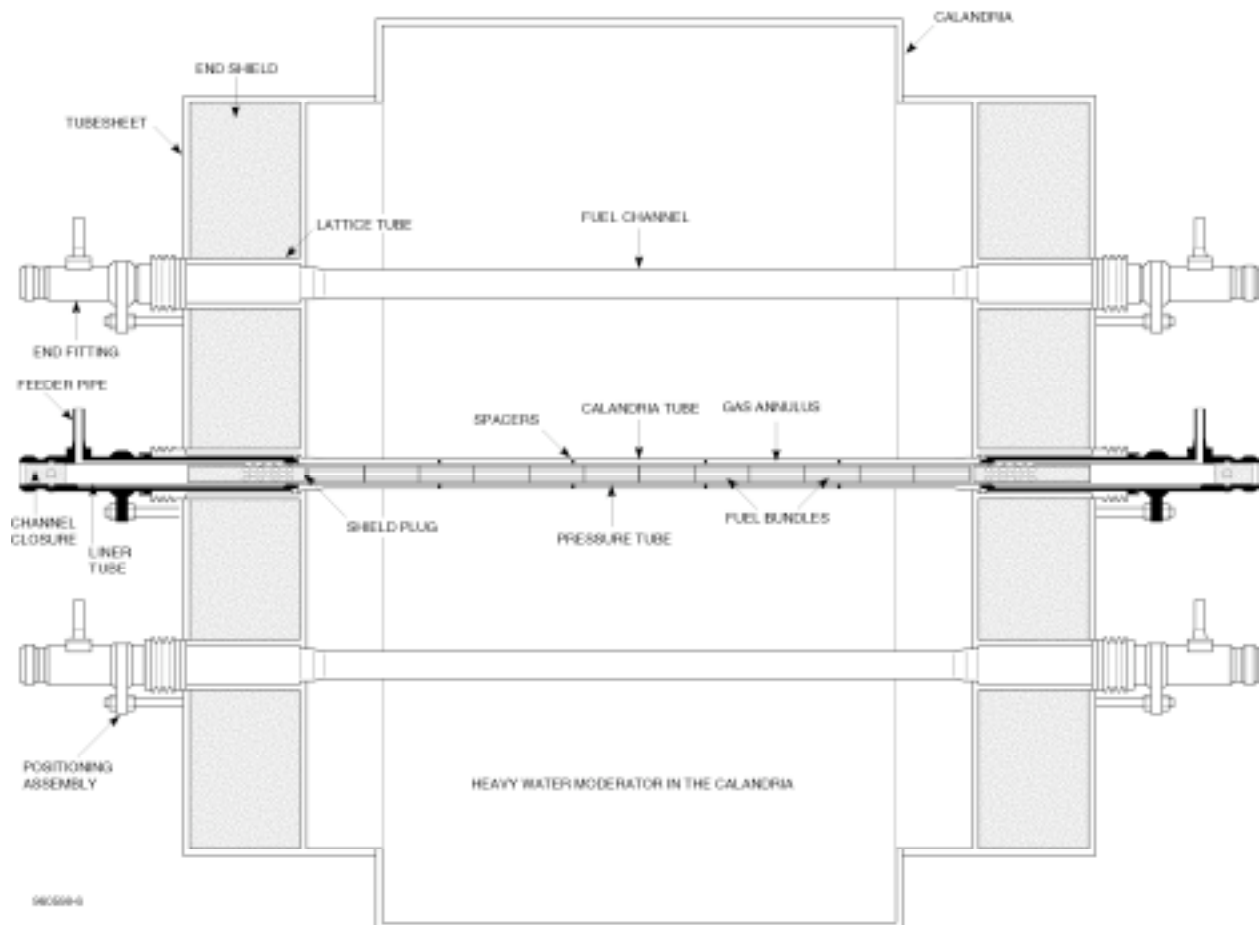 CALANDRIA
END SHIELD
TUBESHEET
LATTICE TUBE
FUEL CHANNEL
END FITTING
FEEDER PIPE
SPACERS
CALANDRIA TUBE
GAS ANNULUS
CHANNEL
CLOSURE
LINER
TUBE
SHIELD PLUG
PRESSURE TUBE
FUEL BUNDLES
POSITIONING
ASSEMBLY
HEAVY WATER MODERATOR IN THE CALANDRIA